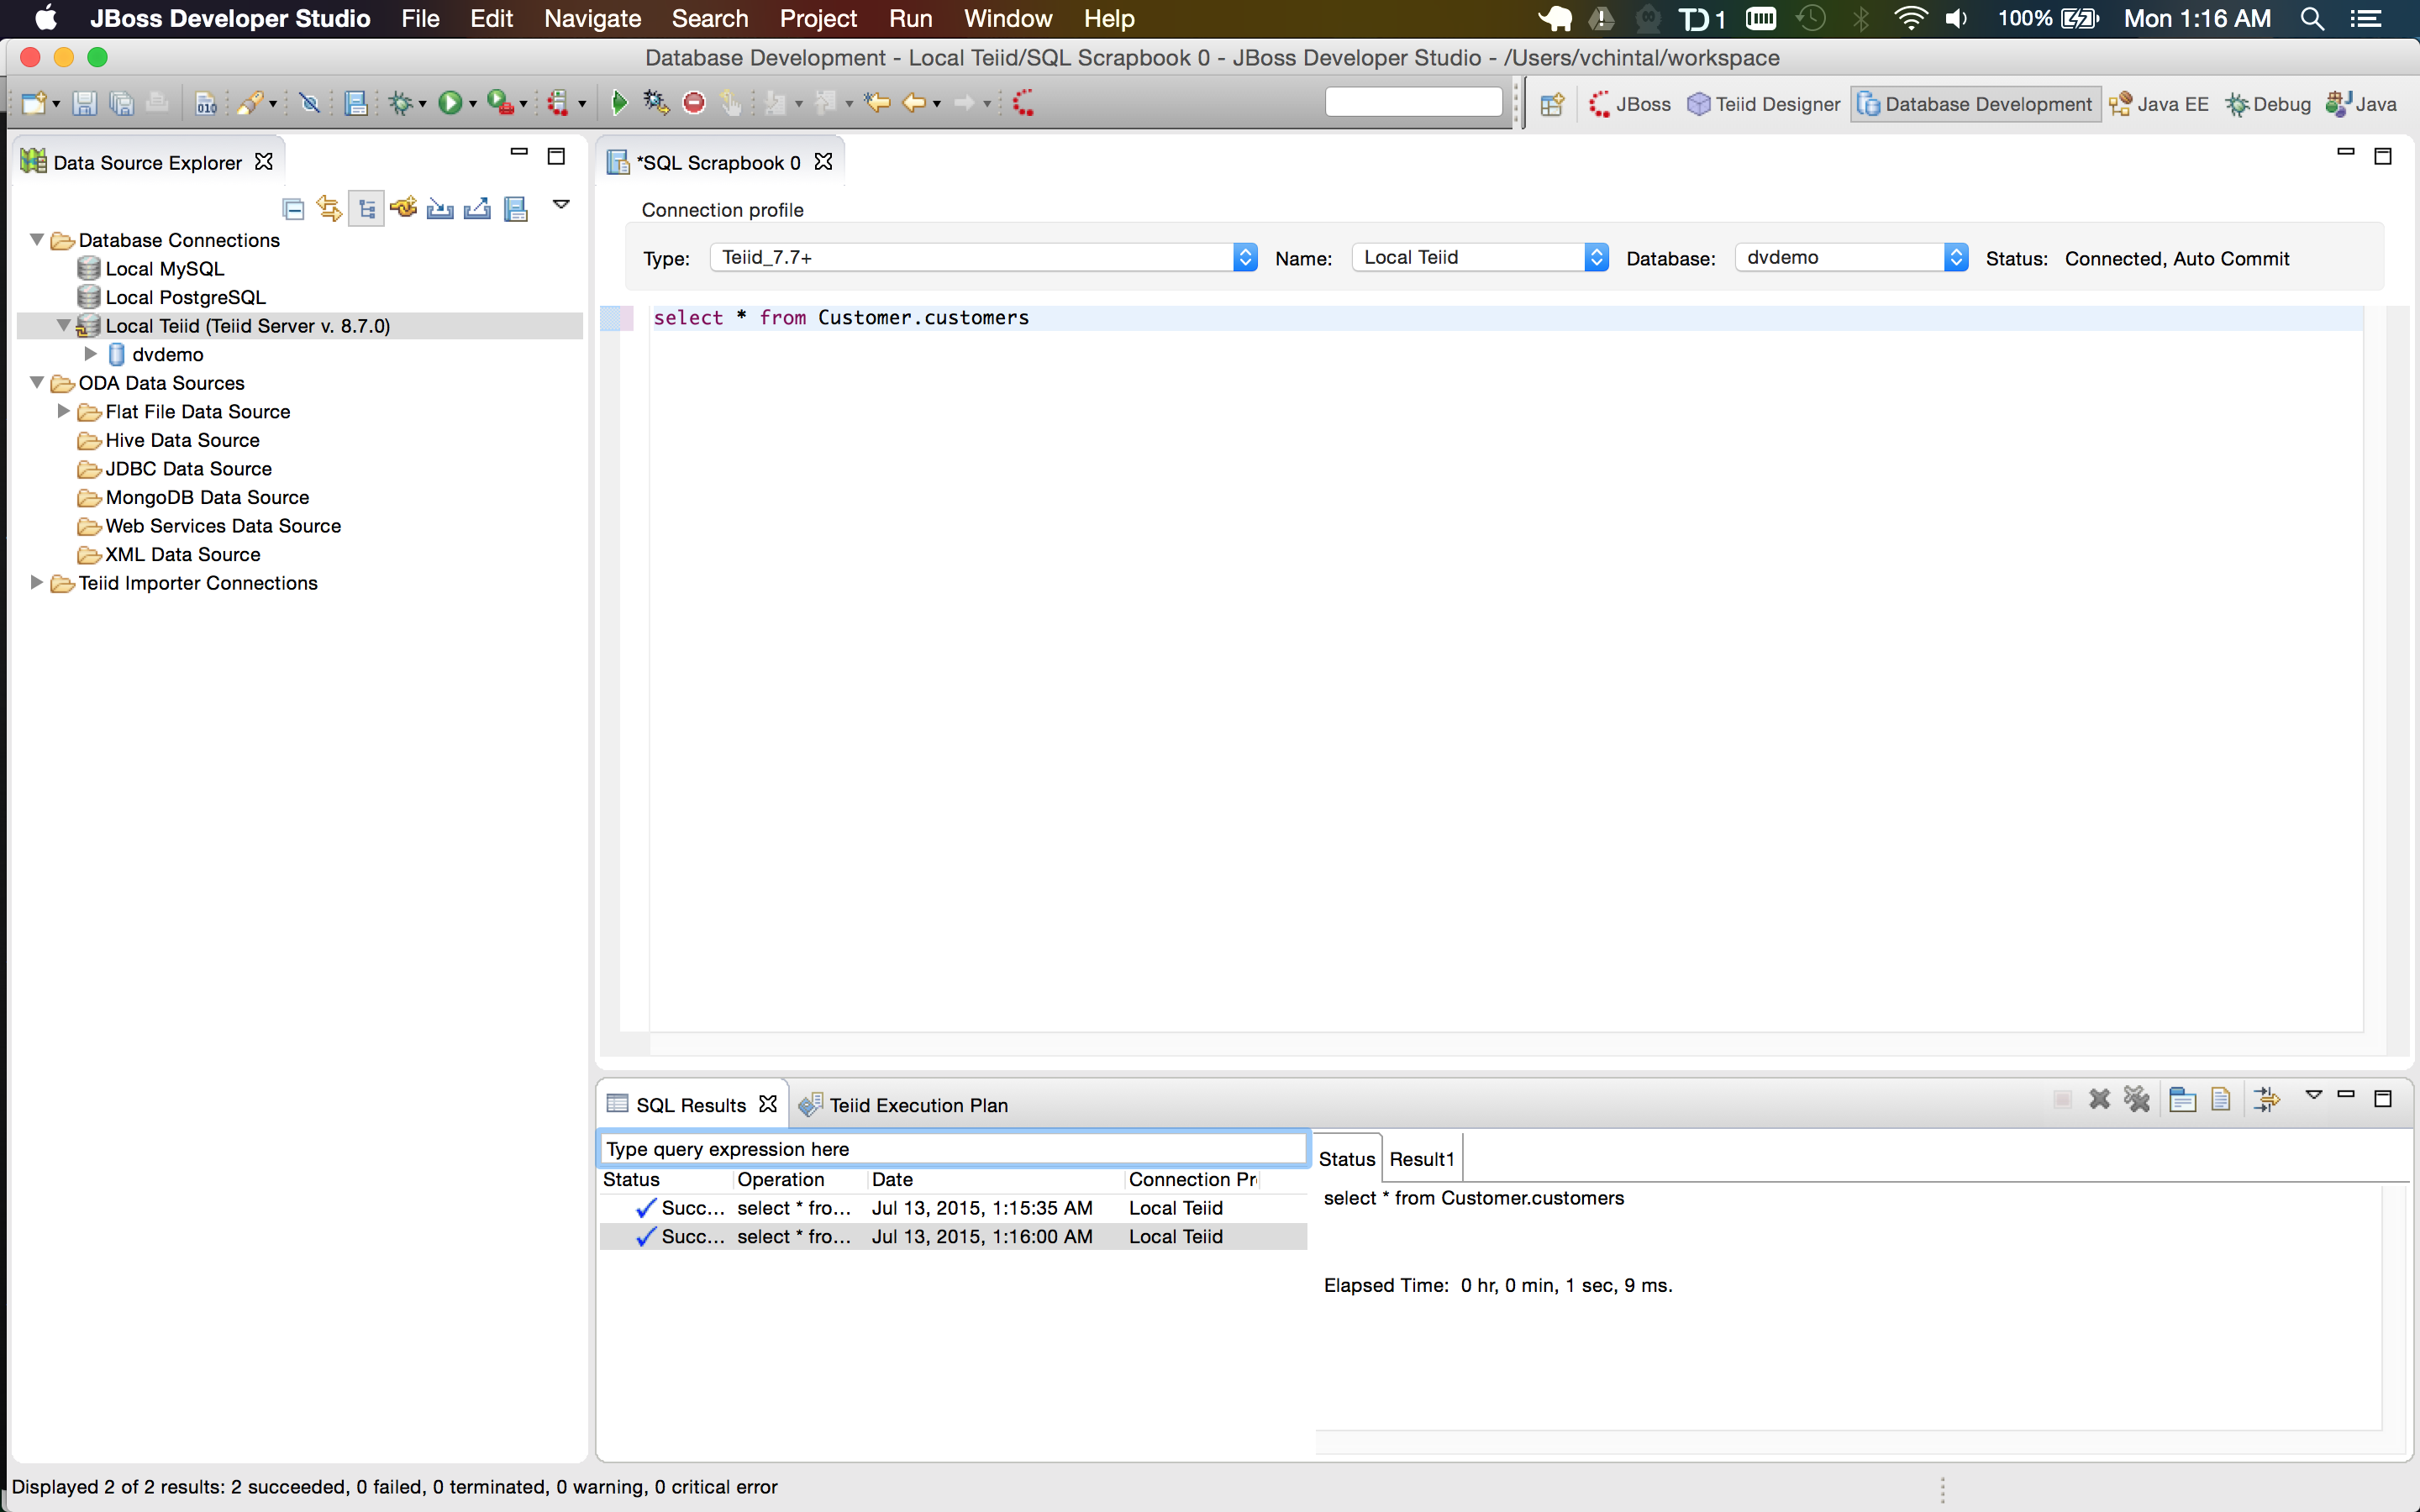 JBoss Developer Studio File Edit Navigate Search Project Run Window Help 1 100% Mon 1:16 AM
Database Development - Local Teiid/SQL Scrapbook 0 - JBoss Developer Studio - /Users/vchintal/workspace
010 JBoss Teiid Designer Database Development Java EE Debug Java
Data Source Explorer
Database Connections
Local MySQL
Local PostgreSQL
Local Teiid (Teiid Server v. 8.7.0)
dvdemo
ODA Data Sources
Flat File Data Source
Hive Data Source
JDBC Data Source
MongoDB Data Source
Web Services Data Source
XML Data Source
Teiid Importer Connections
*SQL Scrapbook 0
Connection profile
Type: Teiid_7.7+ Name: Local Teiid Database: dvdemo Status: Connected, Auto Commit
select * from Customer.customers
SQL Results Teiid Execution Plan
Type query expression here
Status Operation Date Connection Pr
Succ... select * fro... Jul 13, 2015, 1:15:35 AM Local Teiid
Succ... select * fro... Jul 13, 2015, 1:16:00 AM Local Teiid
Status Result1
select * from Customer.customers
Elapsed Time: 0 hr, 0 min, 1 sec, 9 ms.
Displayed 2 of 2 results: 2 succeeded, 0 failed, 0 terminated, 0 warning, 0 critical error